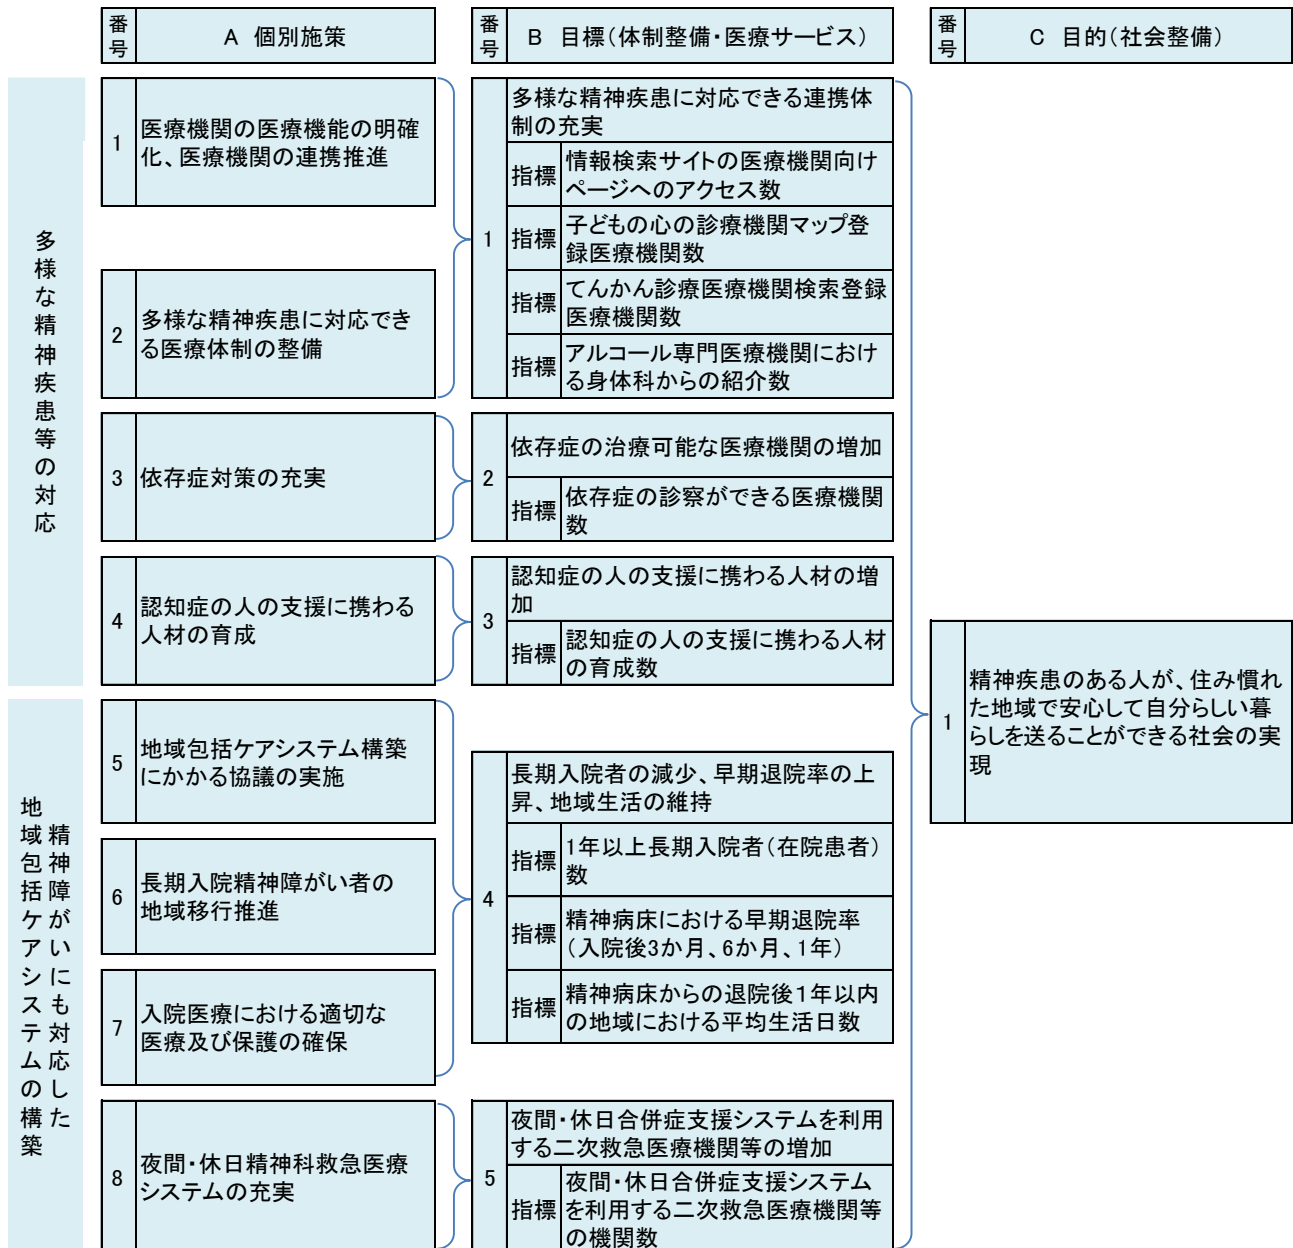 番号
A 個別施策
番号
B 目標(体制整備・医療サービス)
番号
C 目的(社会整備)
多様な精神疾患等の対応
1
医療機関の医療機能の明確
化、医療機関の連携推進
2
多様な精神疾患に対応でき
る医療体制の整備
3
依存症対策の充実
4
認知症の人の支援に携わる
人材の育成
精神障がいにも対応した
地域包括ケアシステムの構築
5
地域包括ケアシステム構築
にかかる協議の実施
6
長期入院精神障がい者の
地域移行推進
7
入院医療における適切な
医療及び保護の確保
8
夜間・休日精神科救急医療
システムの充実
1
多様な精神疾患に対応できる連携体
制の充実
指標
情報検索サイトの医療機関向け
ページへのアクセス数
指標
子どもの心の診療機関マップ登
録医療機関数
指標
てんかん診療医療機関検索登録
医療機関数
指標
アルコール専門医療機関におけ
る身体科からの紹介数
2
依存症の治療可能な医療機関の増加
指標
依存症の診察ができる医療機関
数
3
認知症の人の支援に携わる人材の増
加
指標
認知症の人の支援に携わる人材
の育成数
4
長期入院者の減少、早期退院率の上
昇、地域生活の維持
指標
1年以上長期入院者(在院患者)
数
指標
精神病床における早期退院率
(入院後3か月、6か月、1年)
指標
精神病床からの退院後1年以内
の地域における平均生活日数
5
夜間・休日合併症支援システムを利用
する二次救急医療機関等の増加
指標
夜間・休日合併症支援システム
を利用する二次救急医療機関等
の機関数
1
精神疾患のある人が、住み慣れ
た地域で安心して自分らしい暮
らしを送ることができる社会の実
現